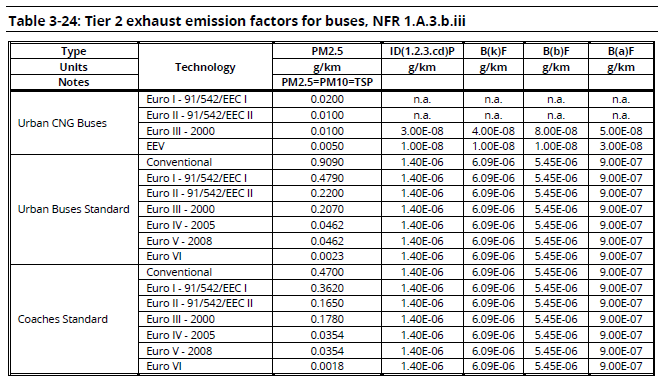 Table 3-24: Tier 2 exhaust emission factors for buses, NFR 1.A.3.b.iii
Type Technology PM2.5 ID(1.2.3.cd)P B(k)F B(b)F B(a)F
Units g/km g/km g/km g/km g/km
Notes PM2.5=PM10=TSP
Urban CNG Buses
Euro I - 91/542/EEC I 0.0200 n.a. n.a. n.a. n.a.
Euro II - 91/542/EEC II 0.0100 n.a. n.a. n.a. n.a.
Euro III - 2000 0.0100 3.00E-08 4.00E-08 8.00E-08 5.00E-08
EEV 0.0050 1.00E-08 1.00E-08 1.00E-08 3.00E-08
Urban Buses Standard
Conventional 0.9090 1.40E-06 6.09E-06 5.45E-06 9.00E-07
Euro I - 91/542/EEC I 0.4790 1.40E-06 6.09E-06 5.45E-06 9.00E-07
Euro II - 91/542/EEC II 0.2200 1.40E-06 6.09E-06 5.45E-06 9.00E-07
Euro III - 2000 0.2070 1.40E-06 6.09E-06 5.45E-06 9.00E-07
Euro IV - 2005 0.0462 1.40E-06 6.09E-06 5.45E-06 9.00E-07
Euro V - 2008 0.0462 1.40E-06 6.09E-06 5.45E-06 9.00E-07
Euro VI 0.0023 1.40E-06 6.09E-06 5.45E-06 9.00E-07
Coaches Standard
Conventional 0.4700 1.40E-06 6.09E-06 5.45E-06 9.00E-07
Euro I - 91/542/EEC I 0.3620 1.40E-06 6.09E-06 5.45E-06 9.00E-07
Euro II - 91/542/EEC II 0.1650 1.40E-06 6.09E-06 5.45E-06 9.00E-07
Euro III - 2000 0.1780 1.40E-06 6.09E-06 5.45E-06 9.00E-07
Euro IV - 2005 0.0354 1.40E-06 6.09E-06 5.45E-06 9.00E-07
Euro V - 2008 0.0354 1.40E-06 6.09E-06 5.45E-06 9.00E-07
Euro VI 0.0018 1.40E-06 6.09E-06 5.45E-06 9.00E-07